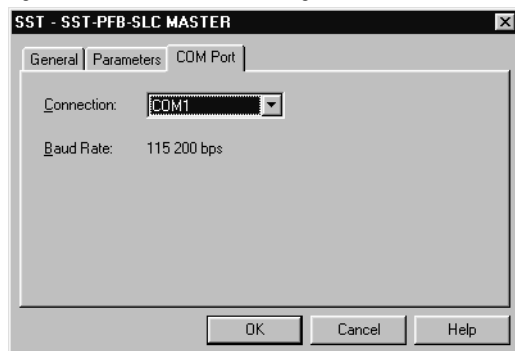 SST - SST-PFB-SLC MASTER
General Parameters COM Port
Connection: COM1
Baud Rate: 115 200 bps
OK Cancel Help